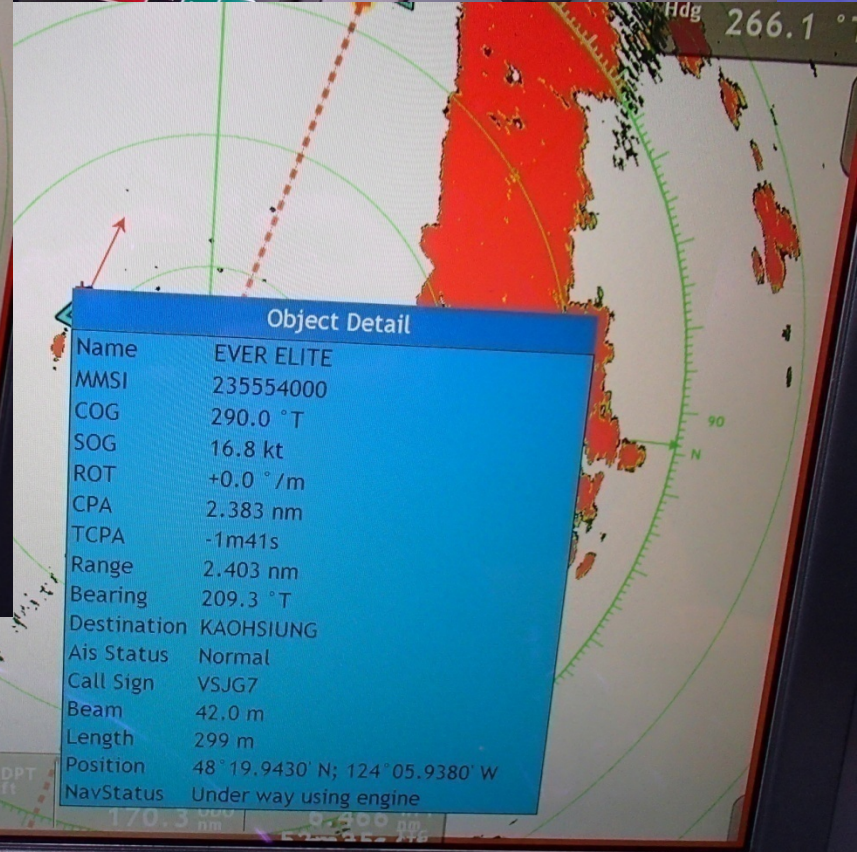 Hdg 266.1 °T
Object Detail
Name EVER ELITE
MMSI 235554000
COG 290.0 °T
SOG 16.8 kt
ROT +0.0 °/m
CPA 2.383 nm
TCPA -1m41s
Range 2.403 nm
Bearing 209.3 °T
Destination KAOHSIUNG
Ais Status Normal
Call Sign VSJG7
Beam 42.0 m
Length 299 m
Position 48°19.9430' N; 124°05.9380' W
NavStatus Under way using engine
90
N
DPT
ft
170.3
nm
nm